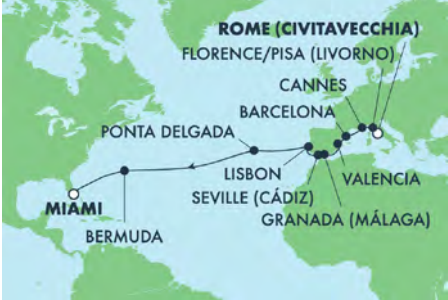 ROME (CIVITAVECCHIA)
FLORENCE/PISA (LIVORNO)
CANNES
BARCELONA
PONTA DELGADA
LISBON
VALENCIA
SEVILLE (CÁDIZ)
MIAMI
GRANADA (MÁLAGA)
BERMUDA